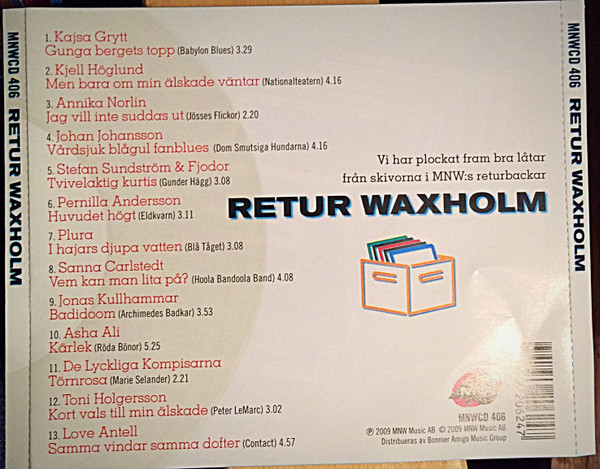 MNWCD 406 RETUR WAXHOLM
1. Kajsa Grytt
Gunga bergets topp (Babylon Blues) 3.29
2. Kjell Höglund
Men bara om min älskade väntar (Nationalteatern) 4.16
3. Annika Norlin
Jag vill inte suddas ut (Jösses Flickor) 2.20
4. Johan Johansson
Vårdsjuk blågul fanblues (Dom Smutsiga Hundarna) 4.16
5. Stefan Sundström & Fjodor
Tvivelaktig kurtis (Gunder Hägg) 3.08
6. Pernilla Andersson
Huvudet högt (Eldkvarn) 3.11
7. Plura
I hajars djupa vatten (Blå Tåget) 3.08
8. Sanna Carlstedt
Vem kan man lita på? (Hoola Bandoola Band) 4.08
9. Jonas Kullhammar
Badidoom (Archimedes Badkar) 3.53
10. Asha Ali
Kärlek (Röda Bönor) 5.25
11. De Lyckliga Kompisarna
Törnrosa (Marie Selander) 2.21
12. Toni Holgersson
Kort vals till min älskade (Peter LeMarc) 3.02
13. Love Antell
Samma vindar samma dofter (Contact) 4.57
Vi har plockat fram bra låtar
från skivorna i MNW:s returbackar
RETUR WAXHOLM
MNWCD 406
℗ 2009 MNW Music AB © 2009 MNW Music AB
Distribueras av Bonnier Amigo Music Group
MNWCD 406 RETUR WAXHOLM